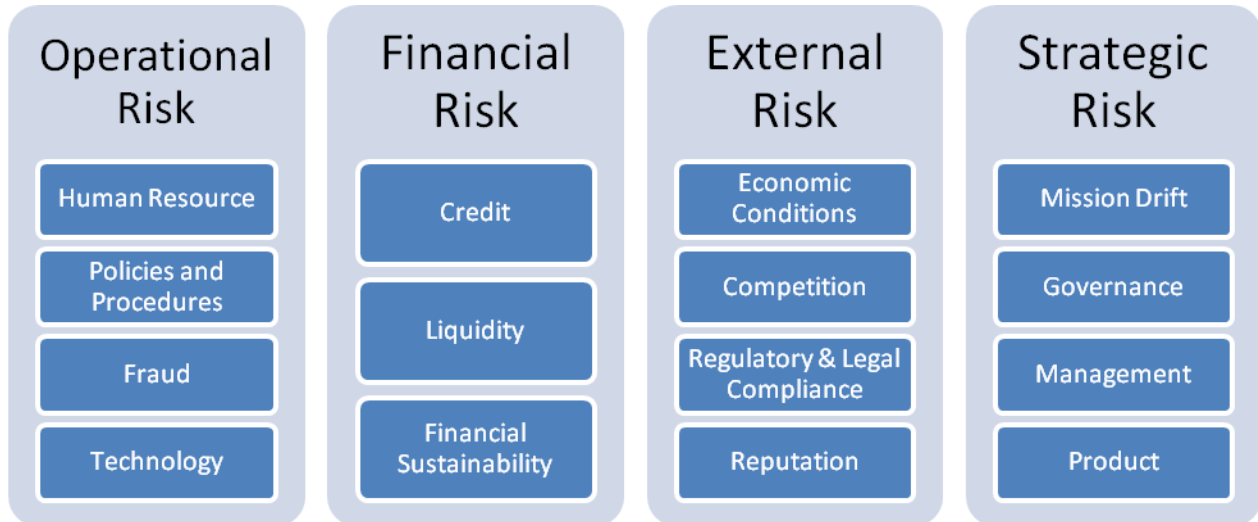 Operational
Risk
Human Resource
Policies and
Procedures
Fraud
Technology
Financial
Risk
Credit
Liquidity
Financial
Sustainability
External
Risk
Economic
Conditions
Competition
Regulatory & Legal
Compliance
Reputation
Strategic
Risk
Mission Drift
Governance
Management
Product